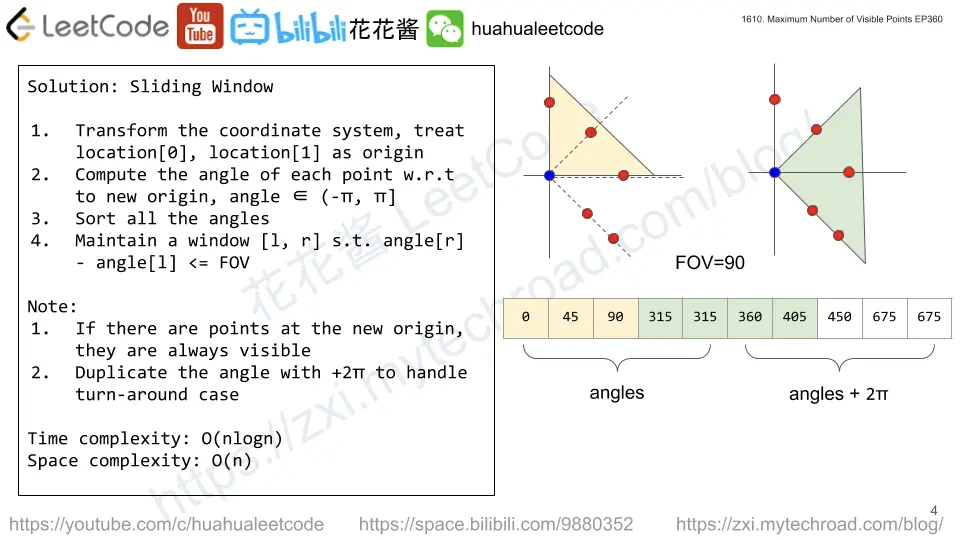 LeetCode
You
Tube
bilibili
花花酱
huahualeetcode
1610. Maximum Number of Visible Points EP360
Solution: Sliding Window
1. Transform the coordinate system, treat
location[0], location[1] as origin
2. Compute the angle of each point w.r.t
to new origin, angle ∈ (-π, π]
3. Sort all the angles
4. Maintain a window [l, r] s.t. angle[r]
- angle[l] <= FOV
Note:
1. If there are points at the new origin,
they are always visible
2. Duplicate the angle with +2π to handle
turn-around case
Time complexity: O(nlogn)
Space complexity: O(n)
FOV=90
0 45 90 315 315 360 405 450 675 675
angles
angles + 2π
花花酱 LeetCode
https://zxi.mytechroad.com/blog/
4
https://youtube.com/c/huahualeetcode
https://space.bilibili.com/9880352
https://zxi.mytechroad.com/blog/